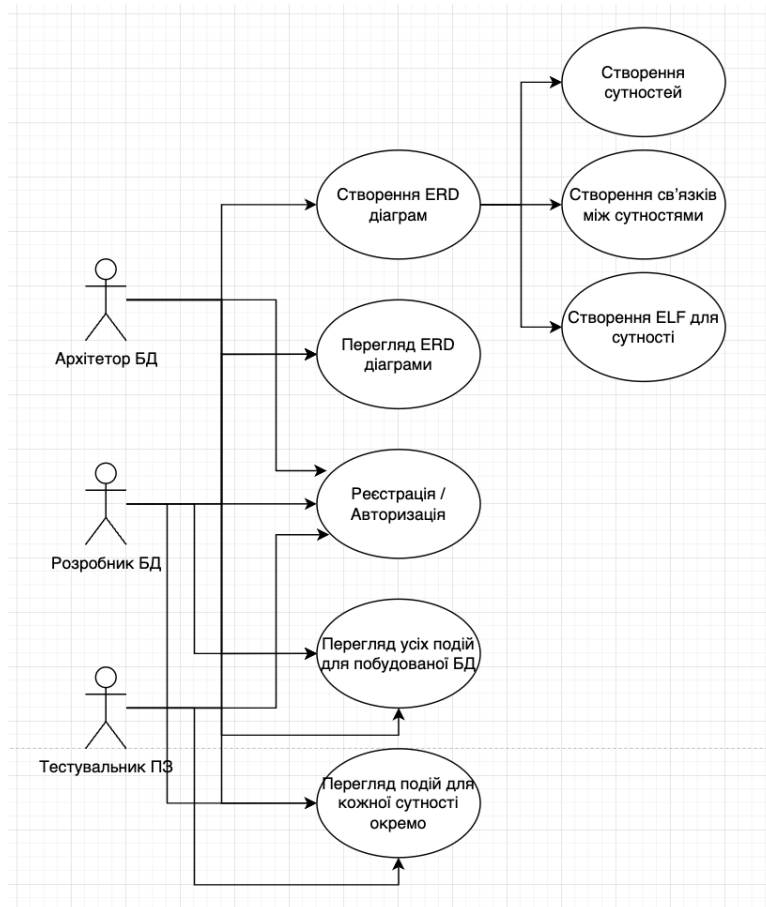 Створення
сутностей
Створення ERD
діаграм
Створення св’язків
між сутностями
Створення ELF для
сутності
Архітетор БД
Перегляд ERD
діаграми
Реєстрація /
Авторизація
Розробник БД
Перегляд усіх подій
для побудованої БД
Тестувальник ПЗ
Перегляд подій для
кожної сутності
окремо